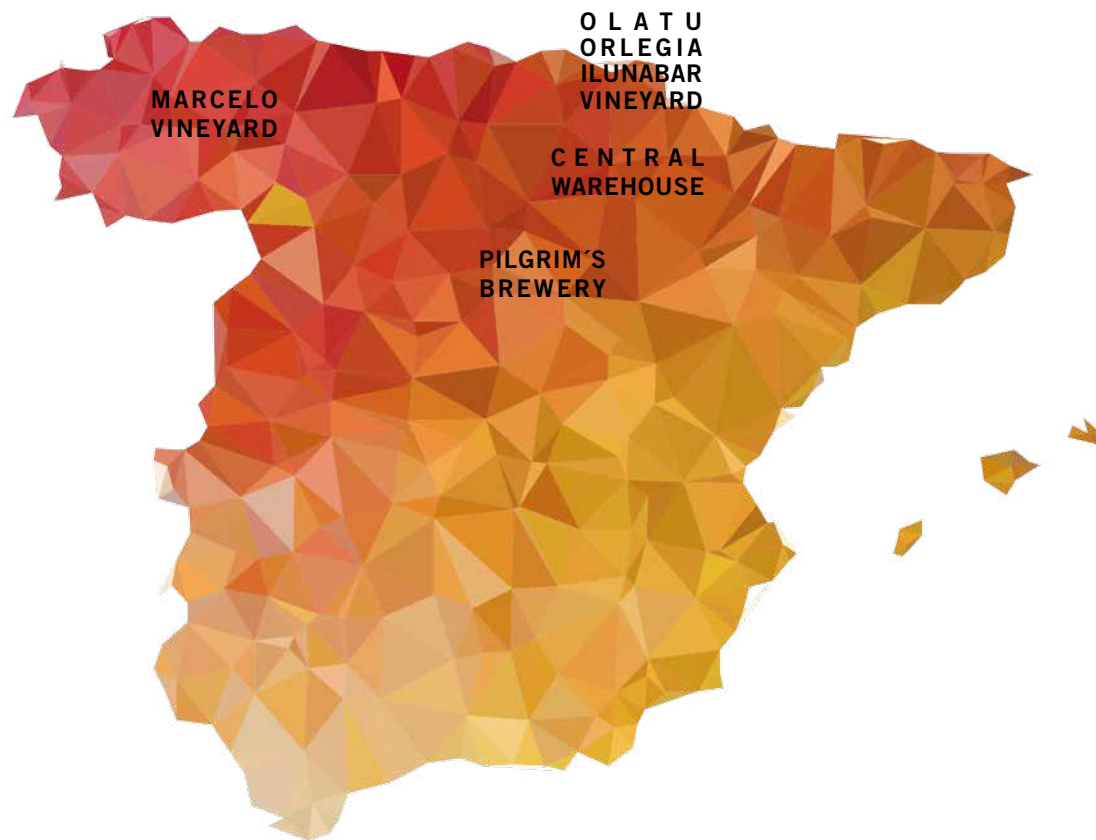 OLATU
ORLEGIA
ILUNABAR
VINEYARD
MARCELO
VINEYARD
CENTRAL
WAREHOUSE
PILGRIM´S
BREWERY